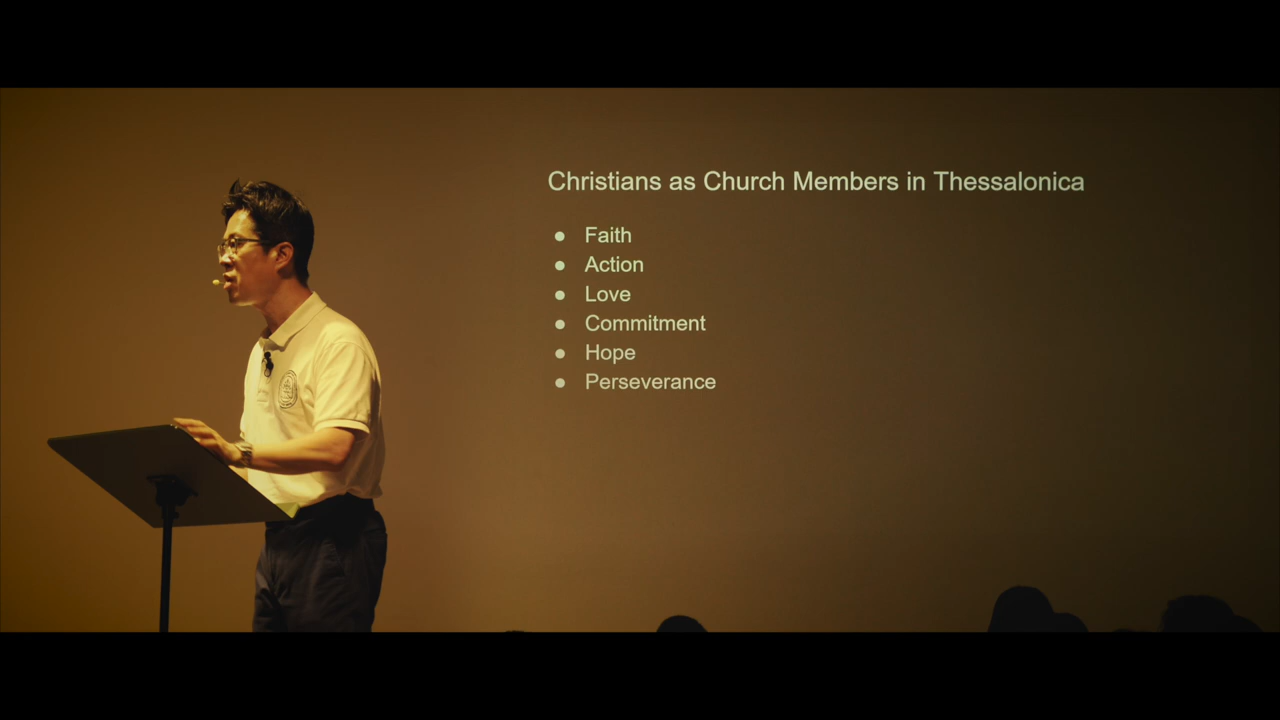 Christians as Church Members in Thessalonica
● Faith
● Action
● Love
● Commitment
● Hope
● Perseverance